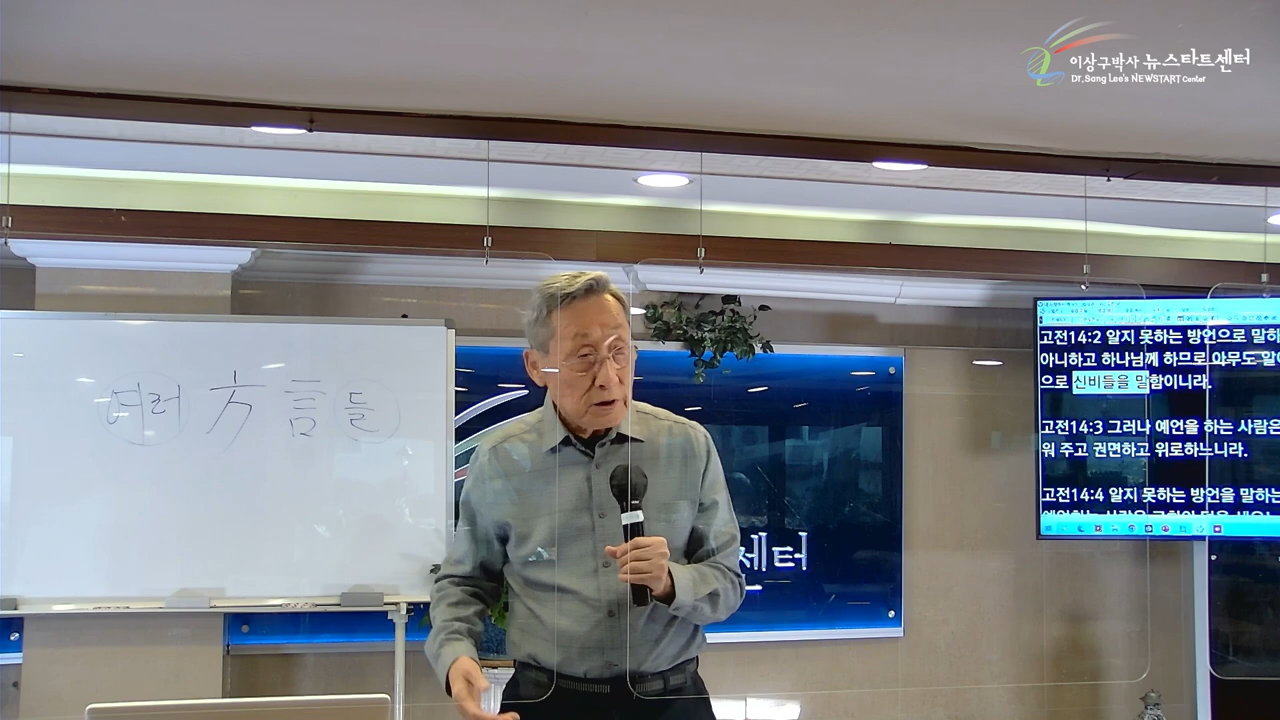 이상구박사 뉴스타트센터
Dr. Sang Lee's NEWSTART Center
여러 方言들
고전14:2 알지 못하는 방언으로 말하
아니하고 하나님께 하므로 아무도 알아
으로 신비들을 말함이니라.
고전14:3 그러나 예언을 하는 사람은
워 주고 권면하고 위로하느니라.
고전14:4 알지 못하는 방언을 말하는
센터